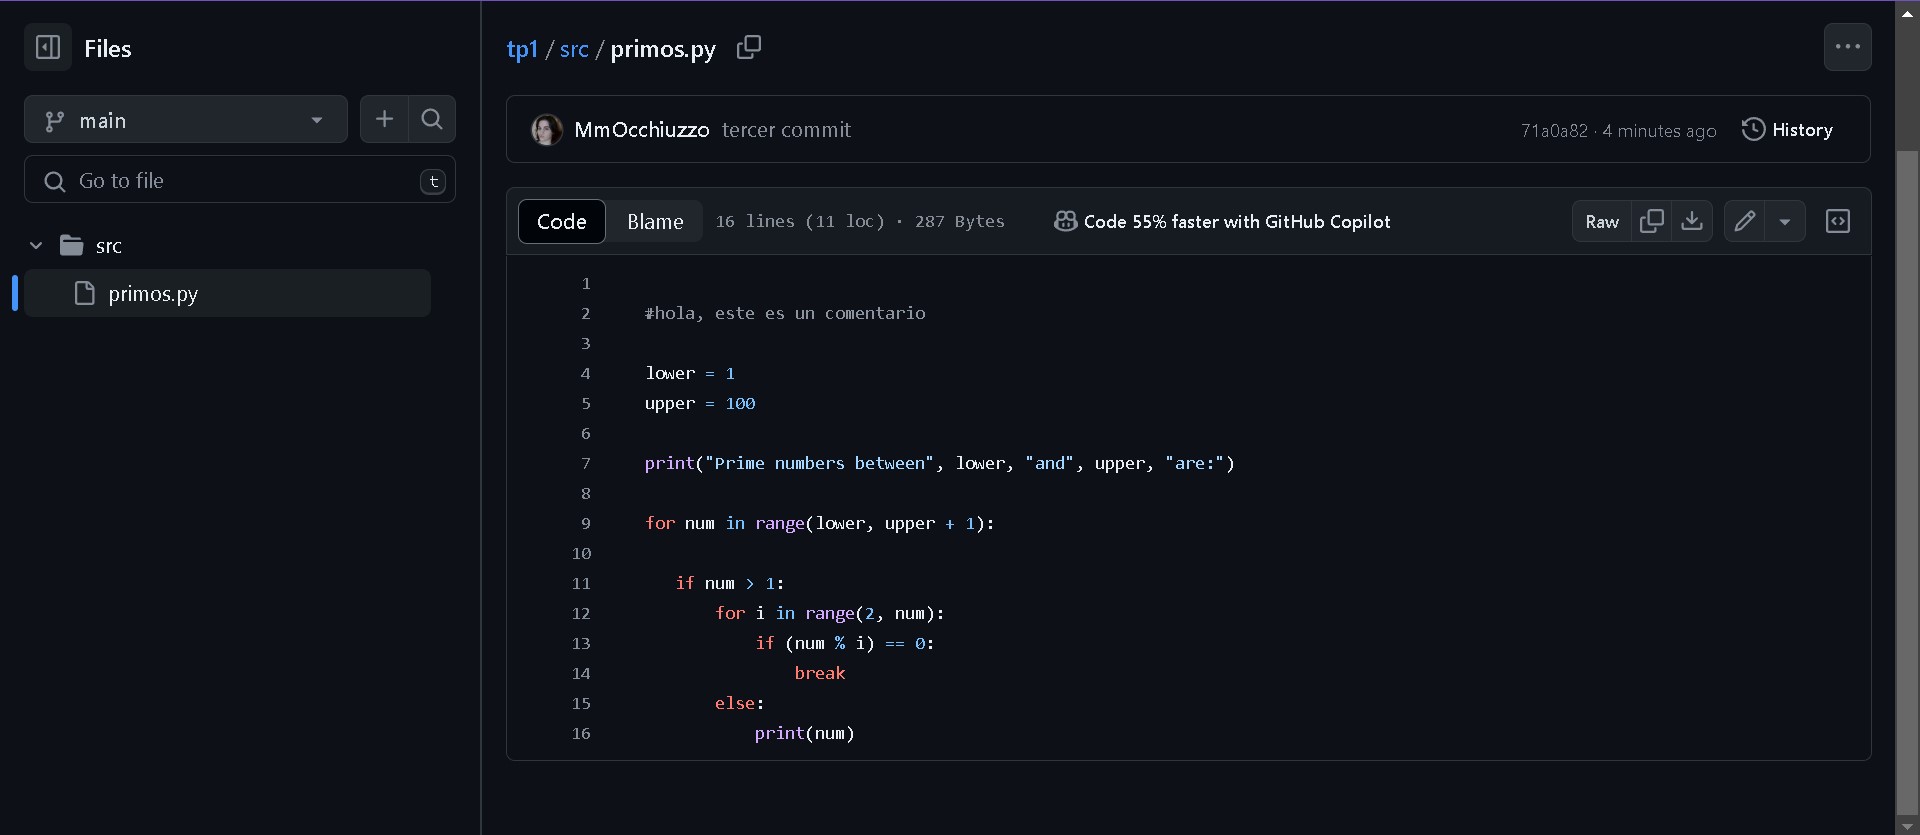 Files
tp1 / src / primos.py
main
MmOcchiuzzo tercer commit
71a0a82 · 4 minutes ago
History
Go to file
t
Code
Blame
16 lines (11 loc) · 287 Bytes
Code 55% faster with GitHub Copilot
Raw
src
primos.py
1
2 #hola, este es un comentario
3
4 lower = 1
5 upper = 100
6
7 print("Prime numbers between", lower, "and", upper, "are:")
8
9 for num in range(lower, upper + 1):
10
11    if num > 1:
12        for i in range(2, num):
13            if (num % i) == 0:
14                break
15        else:
16            print(num)